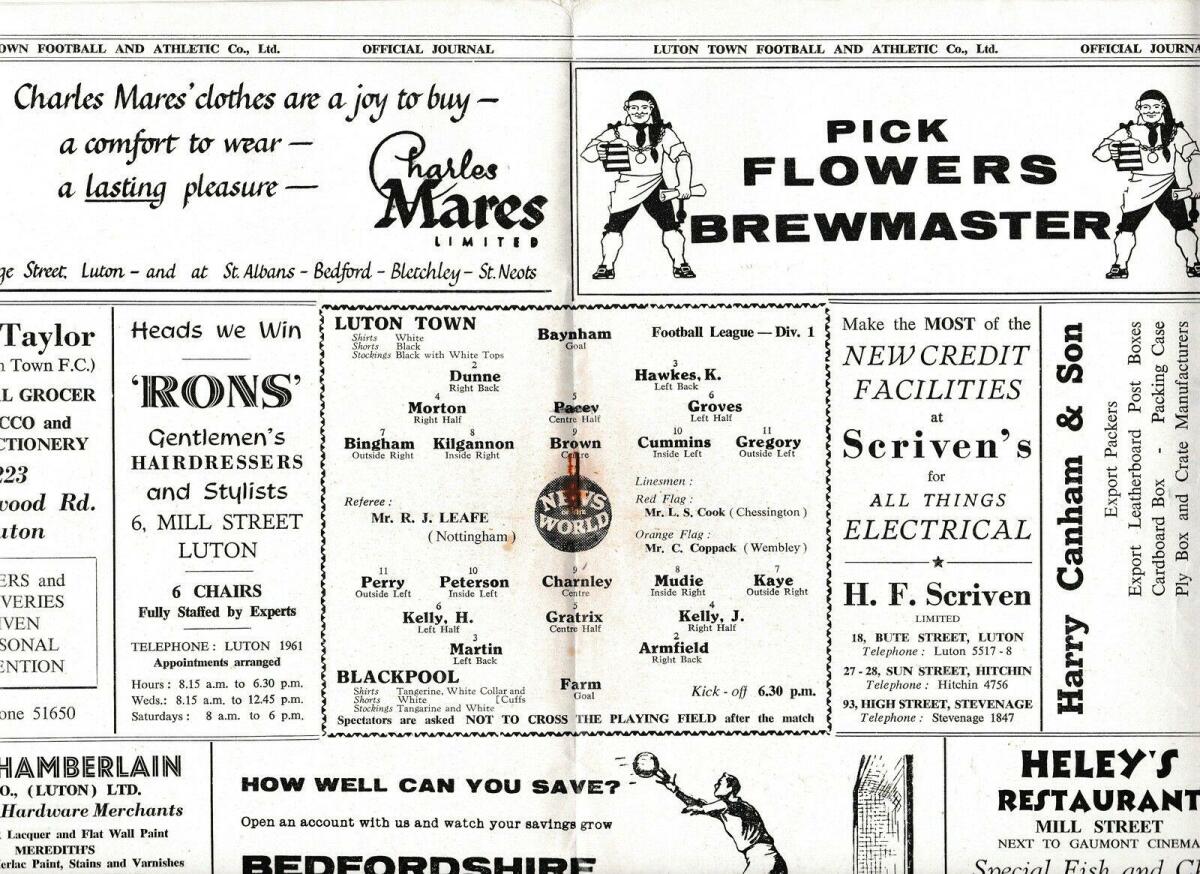 OWN FOOTBALL AND ATHLETIC Co., Ltd. OFFICIAL JOURNAL
LUTON TOWN FOOTBALL AND ATHLETIC Co., Ltd. OFFICIAL JOURNA
Charles Mares' clothes are a joy to buy —
a comfort to wear —
a lasting pleasure —
Charles
Mares
LIMITED
ge Street, Luton – and at St. Albans – Bedford – Bletchley – St. Neots
PICK
FLOWERS
BREWMASTER
Taylor
n Town F.C.)
L GROCER
CCO and
CTIONERY
223
wood Rd.
uton
ERS and
VERIES
IVEN
SONAL
ENTION
one 51650
Heads we Win
'RONS'
Gentlemen's
HAIRDRESSERS
and Stylists
6, MILL STREET
LUTON
6 CHAIRS
Fully Staffed by Experts
TELEPHONE : LUTON 1961
Appointments arranged
Hours : 8.15 a.m. to 6.30 p.m.
Weds.: 8.15 a.m. to 12.45 p.m.
Saturdays : 8 a.m. to 6 p.m.
LUTON TOWN
Shirts White
Shorts Black
Stockings Black with White Tops
Football League — Div. 1
Baynham
Goal
2
Dunne
Right Back
3
Hawkes, K.
Left Back
4
Morton
Right Half
5
Pacey
Centre Half
6
Groves
Left Half
7
Bingham
Outside Right
8
Kilgannon
Inside Right
9
Brown
Centre
10
Cummins
Inside Left
11
Gregory
Outside Left
Referee :
Mr. R. J. LEAFE
(Nottingham)
NEWS
OF THE
WORLD
Linesmen :
Red Flag :
Mr. L. S. Cook (Chessington)
Orange Flag :
Mr. C. Coppack (Wembley)
11
Perry
Outside Left
10
Peterson
Inside Left
9
Charnley
Centre
8
Mudie
Inside Right
7
Kaye
Outside Right
6
Kelly, H.
Left Half
5
Gratrix
Centre Half
4
Kelly, J.
Right Half
3
Martin
Left Back
2
Armfield
Right Back
BLACKPOOL
Shirts Tangerine, White Collar and
Shorts White [Cuffs
Stockings Tangarine and White
Farm
Goal
Kick - off 6.30 p.m.
Spectators are asked NOT TO CROSS THE PLAYING FIELD after the match
Make the MOST of the
NEW CREDIT
FACILITIES
at
Scriven's
for
ALL THINGS
ELECTRICAL
H. F. Scriven
LIMITED
18, BUTE STREET, LUTON
Telephone : Luton 5517 - 8
27 - 28, SUN STREET, HITCHIN
Telephone : Hitchin 4756
93, HIGH STREET, STEVENAGE
Telephone : Stevenage 1847
Harry Canham & Son
Export Packers
Export Leatherboard Post Boxes
Cardboard Box - Packing Case
Ply Box and Crate Manufacturers
HAMBERLAIN
O., (LUTON) LTD.
Hardware Merchants
Lacquer and Flat Wall Paint
MEREDITH'S
erlac Paint, Stains and Varnishes
HOW WELL CAN YOU SAVE?
Open an account with us and watch your savings grow
BEDFORDSHIRE
HELEY'S
RESTAURANT
MILL STREET
NEXT TO GAUMONT CINEMA
Special Fish and Ch